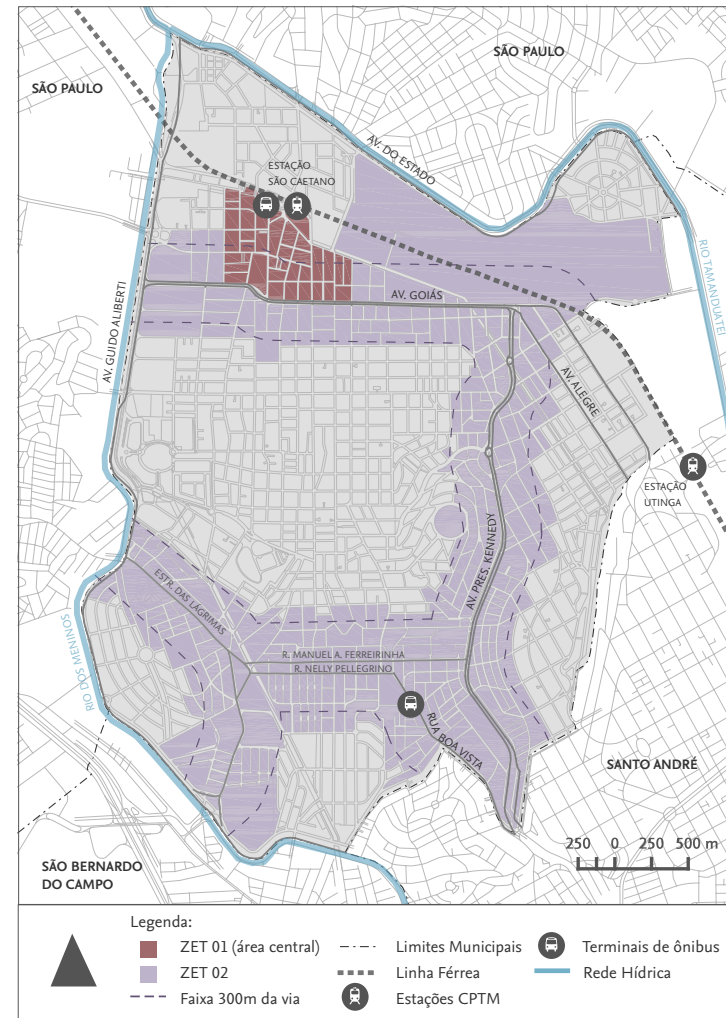 SÃO PAULO
SÃO PAULO
AV. DO ESTADO
ESTAÇÃO
SÃO CAETANO
RIO TAMANDUATEÍ
AV. GOIÁS
AV. GUIDO ALIBERTI
AV. ALEGRE
ESTAÇÃO
UTINGA
AV. PRES. KENNEDY
ESTR. DAS LÁGRIMAS
RIO DOS MENINOS
R. MANUEL A. FERREIRINHA
R. NELLY PELLEGRINO
RUA BOA VISTA
SANTO ANDRÉ
250 0 250 500 m
SÃO BERNARDO
DO CAMPO
Legenda:
ZET 01 (área central)
ZET 02
Faixa 300m da via
Limites Municipais
Linha Férrea
Estações CPTM
Terminais de ônibus
Rede Hídrica